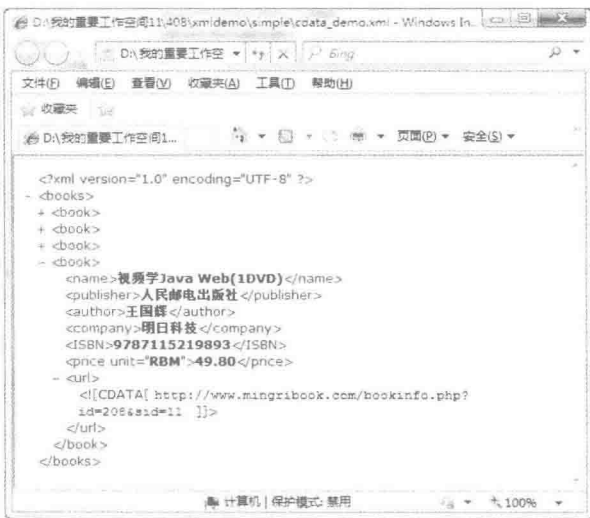 D:\我的重要工作空间11\408\xmldemo\simple\cdata_demo.xml - Windows In...
D:\我的重要工作空 Bing
文件(F) 编辑(E) 查看(V) 收藏夹(A) 工具(T) 帮助(H)
收藏夹
D:\我的重要工作空间1... 页面(P) 安全(S)
<?xml version="1.0" encoding="UTF-8" ?>
- <books>
+ <book>
+ <book>
+ <book>
- <book>
<name>视频学Java Web(1DVD)</name>
<publisher>人民邮电出版社</publisher>
<author>王国辉</author>
<company>明日科技</company>
<ISBN>9787115219893</ISBN>
<price unit="RBM">49.80</price>
- <url>
<![CDATA[ http://www.mingribook.com/bookinfo.php?
id=208&sid=11 ]]>
</url>
</book>
</books>
计算机 | 保护模式: 禁用 100%